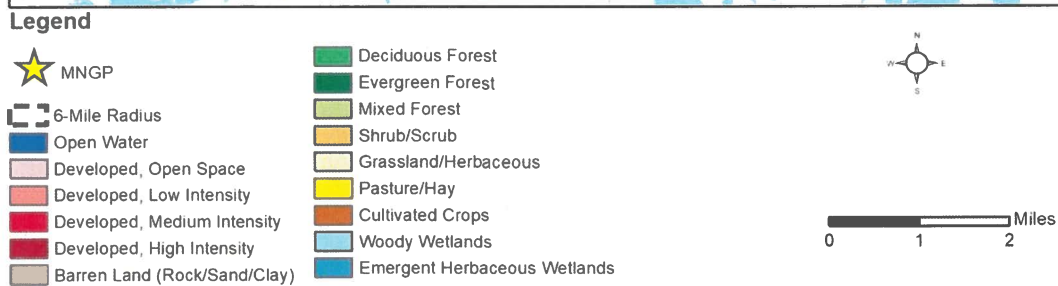 Legend
MNGP
6-Mile Radius
Open Water
Developed, Open Space
Developed, Low Intensity
Developed, Medium Intensity
Developed, High Intensity
Barren Land (Rock/Sand/Clay)
Deciduous Forest
Evergreen Forest
Mixed Forest
Shrub/Scrub
Grassland/Herbaceous
Pasture/Hay
Cultivated Crops
Woody Wetlands
Emergent Herbaceous Wetlands
N
W E
S
Miles
0 1 2